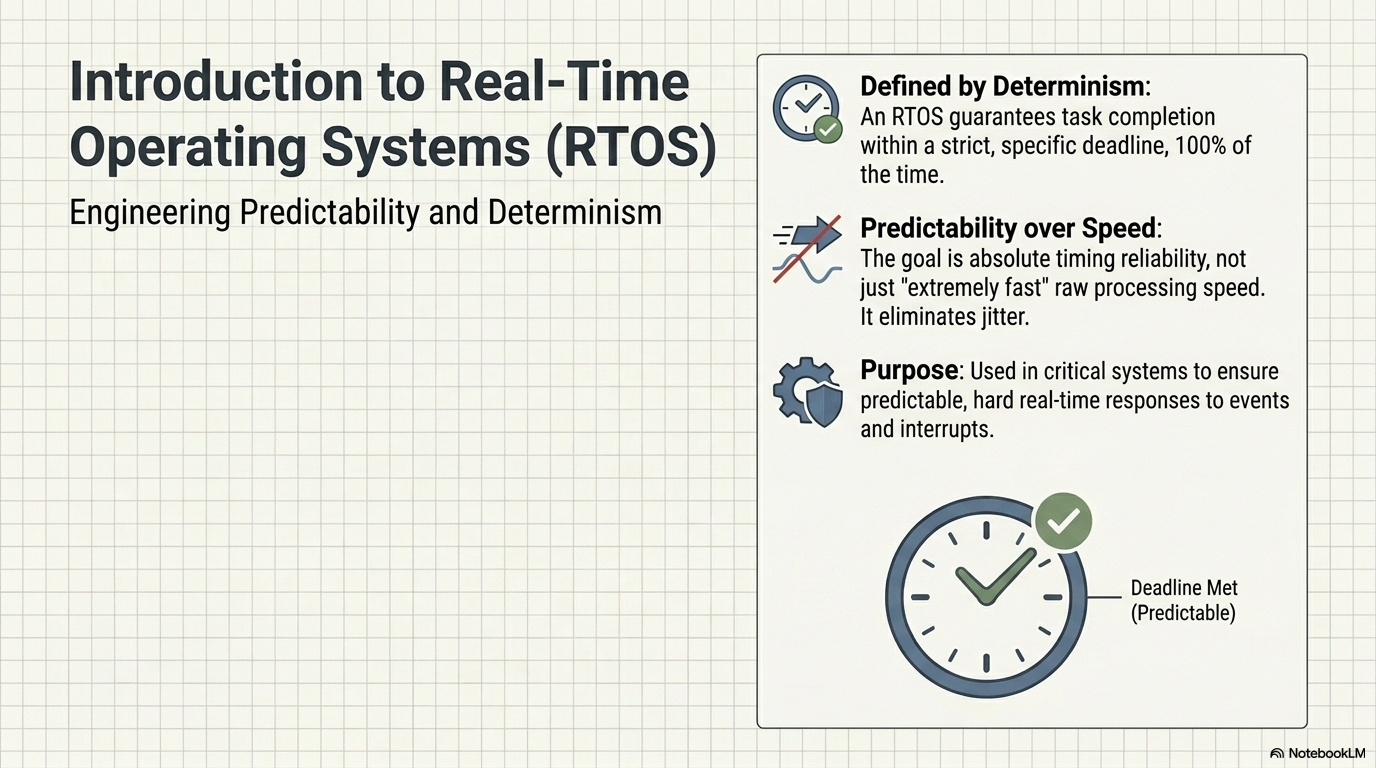 Introduction to Real-Time
Operating Systems (RTOS)
Engineering Predictability and Determinism
Defined by Determinism:
An RTOS guarantees task completion
within a strict, specific deadline, 100% of
the time.
Predictability over Speed:
The goal is absolute timing reliability, not
just "extremely fast" raw processing speed.
It eliminates jitter.
Purpose: Used in critical systems to ensure
predictable, hard real-time responses to events
and interrupts.
Deadline Met
(Predictable)
NotebookLM